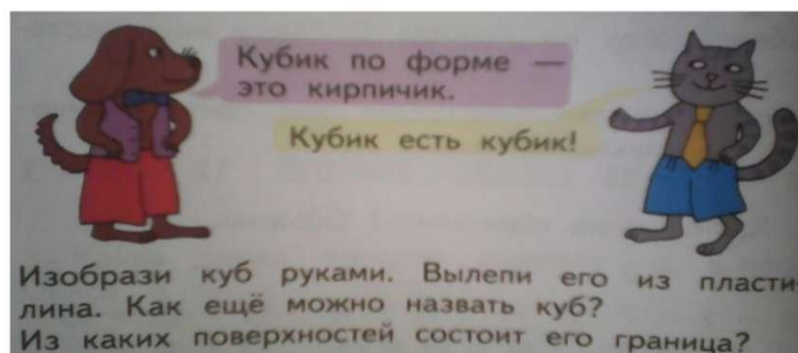 Кубик по форме —
это кирпичик.
Кубик есть кубик!
Изобрази куб руками. Вылепи его из пласти-
лина. Как ещё можно назвать куб?
Из каких поверхностей состоит его граница?